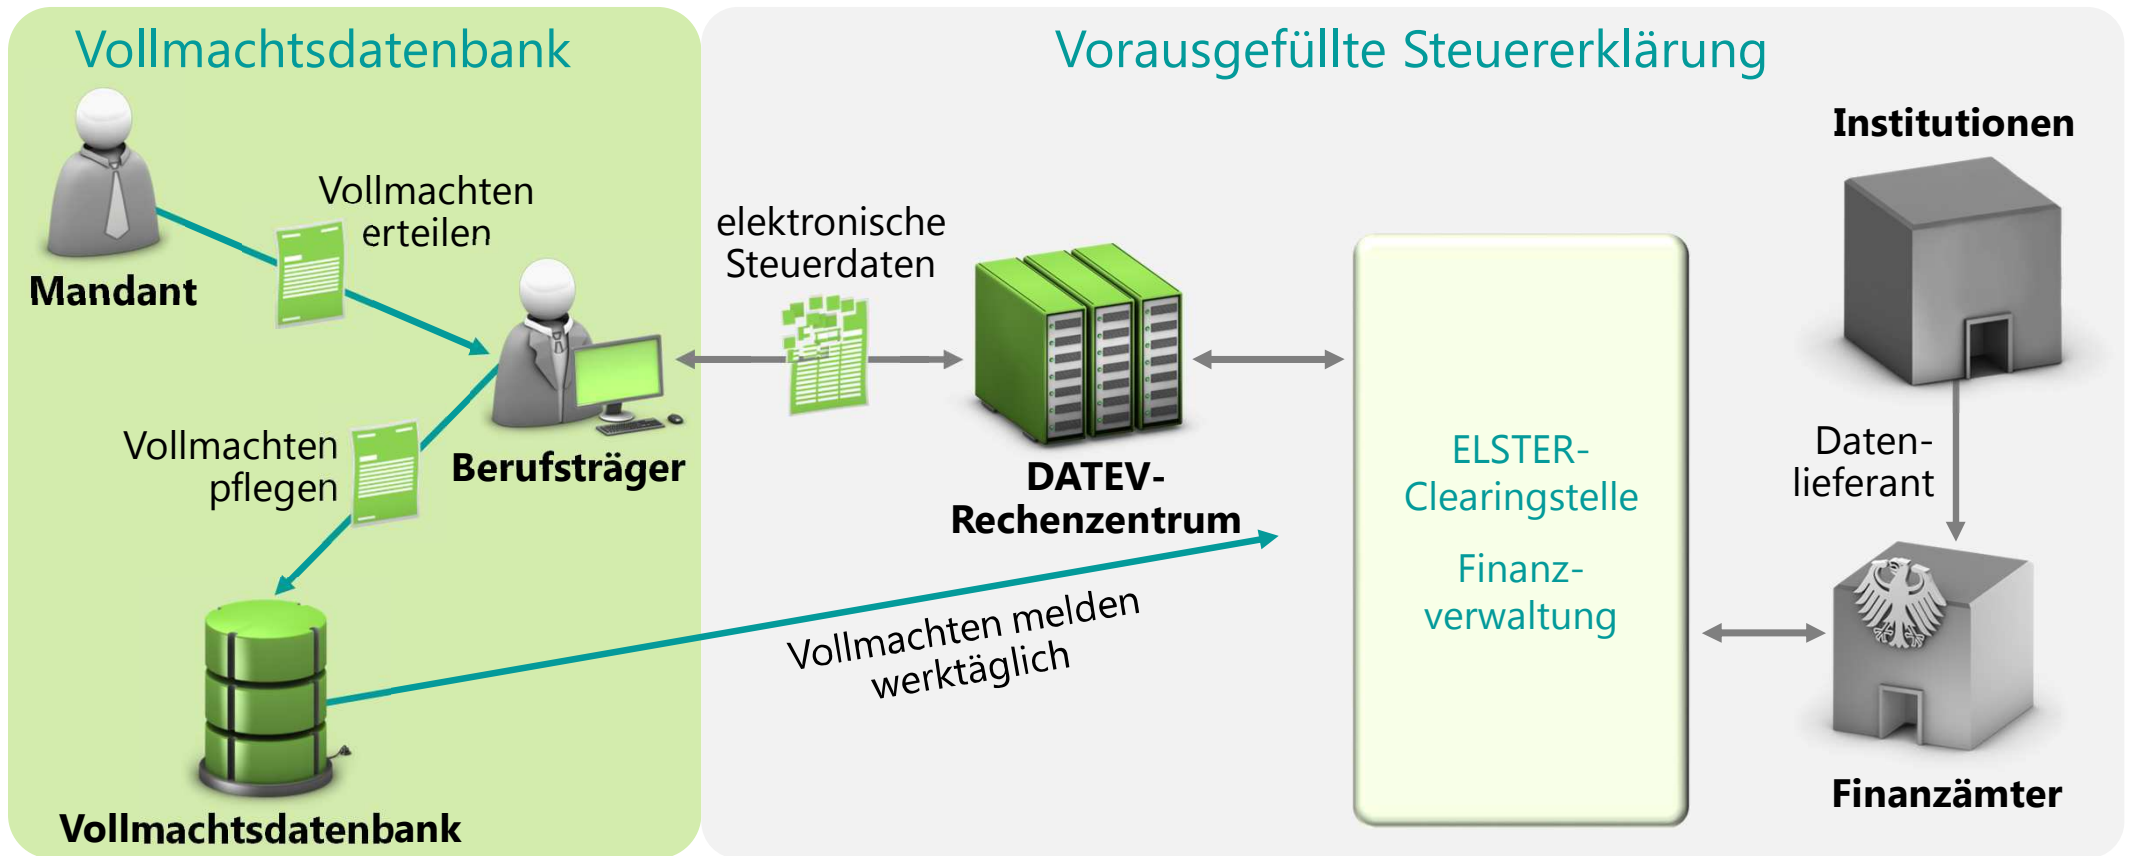 Vollmachtsdatenbank
Vorausgefüllte Steuererklärung
Mandant
Vollmachten
erteilen
Berufsträger
Vollmachten
pflegen
Vollmachtsdatenbank
elektronische
Steuerdaten
DATEV-
Rechenzentrum
Vollmachten melden
werktäglich
ELSTER-
Clearingstelle
Finanz-
verwaltung
Institutionen
Daten-
lieferant
Finanzämter